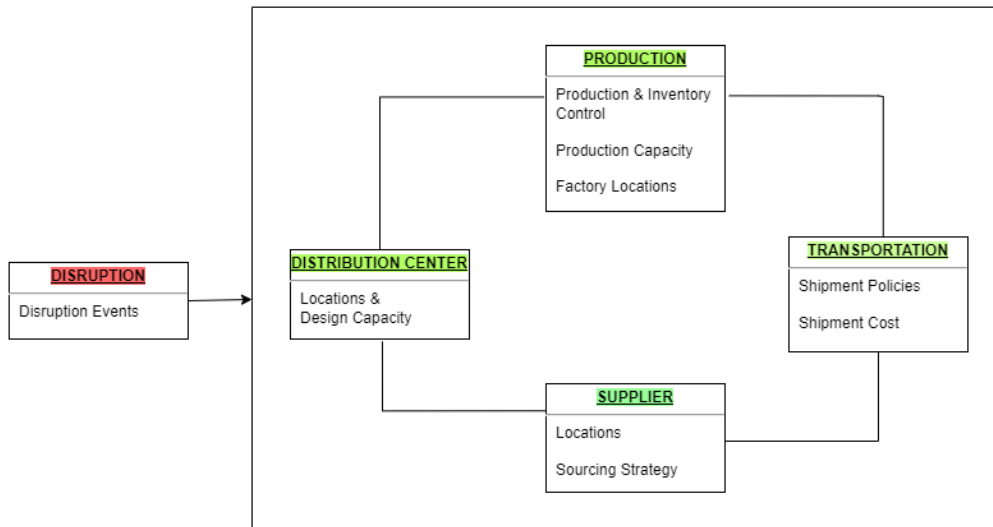 PRODUCTION
Production & Inventory
Control
Production Capacity
Factory Locations
DISTRIBUTION CENTER
Locations &
Design Capacity
TRANSPORTATION
Shipment Policies
Shipment Cost
DISRUPTION
Disruption Events
SUPPLIER
Locations
Sourcing Strategy